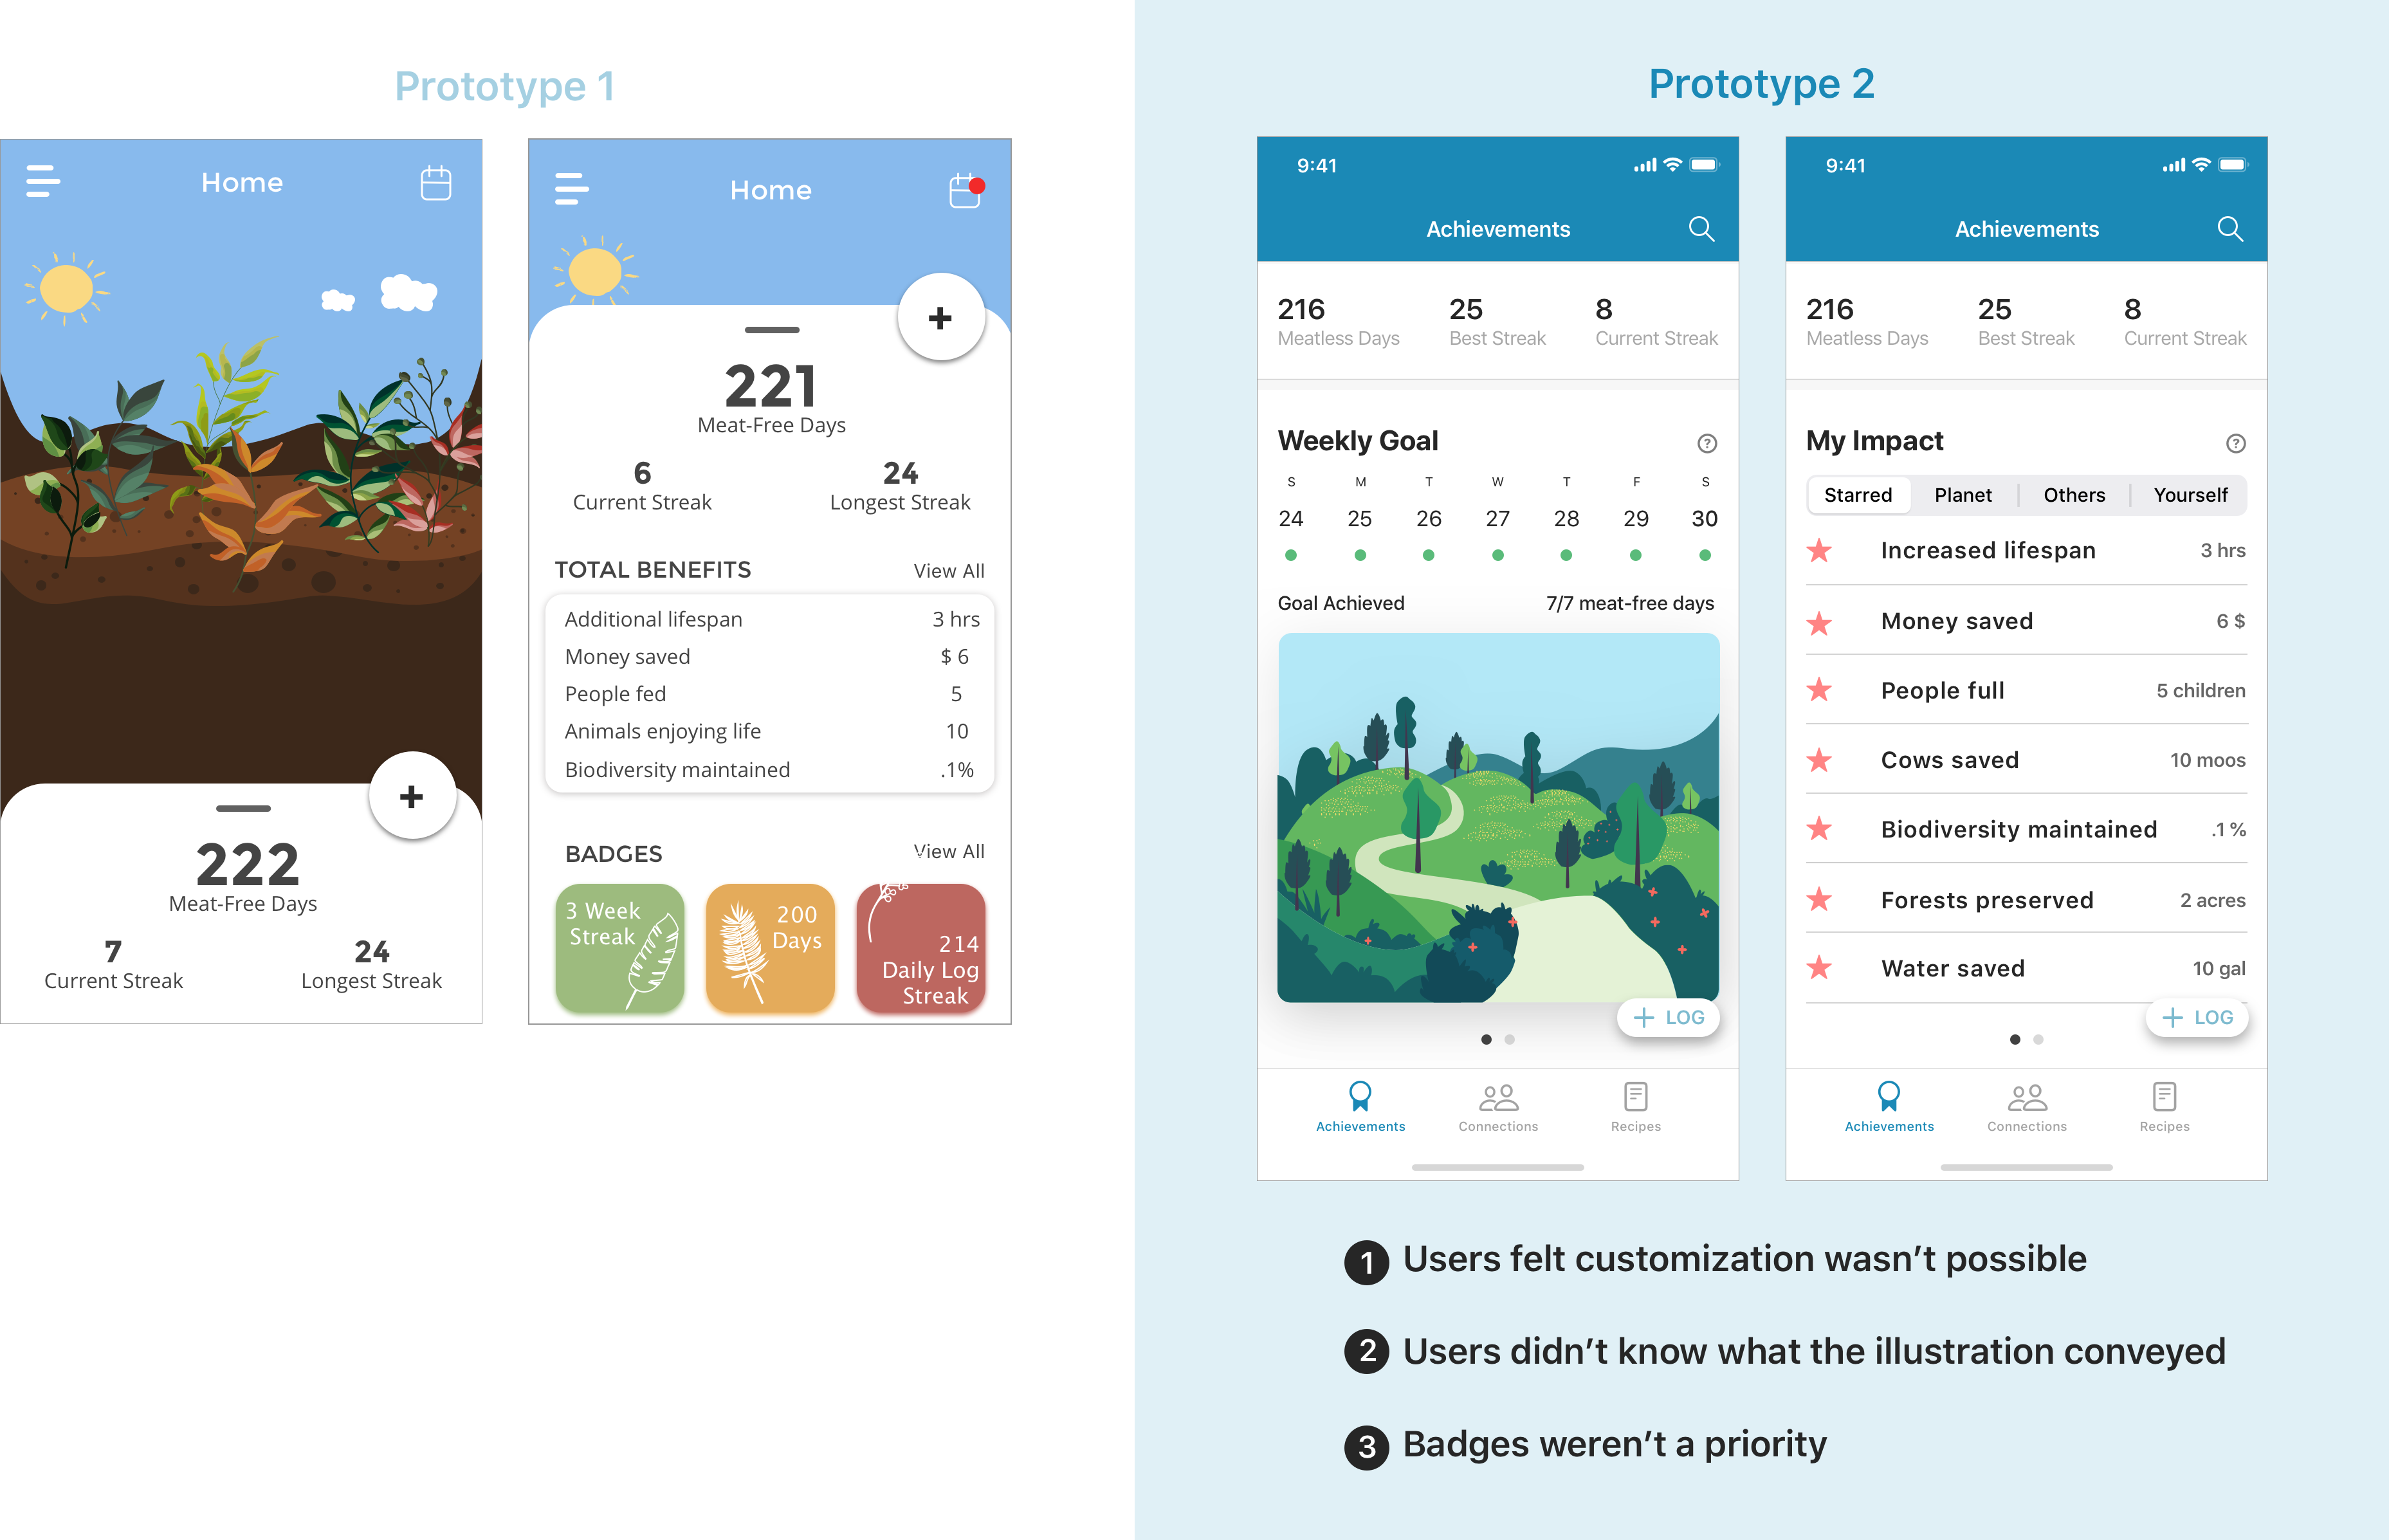 Prototype 1
Home
222
Meat-Free Days
7
Current Streak
24
Longest Streak
Home
221
Meat-Free Days
6
Current Streak
24
Longest Streak
TOTAL BENEFITS
View All
Additional lifespan 3 hrs
Money saved $ 6
People fed 5
Animals enjoying life 10
Biodiversity maintained .1%
BADGES
View All
3 Week
Streak
200
Days
214
Daily Log
Streak
Prototype 2
9:41
Achievements
216
Meatless Days
25
Best Streak
8
Current Streak
Weekly Goal
?
S M T W T F S
24 25 26 27 28 29 30
Goal Achieved 7/7 meat-free days
+ LOG
Achievements
Connections
Recipes
9:41
Achievements
216
Meatless Days
25
Best Streak
8
Current Streak
My Impact
?
Starred Planet Others Yourself
Increased lifespan 3 hrs
Money saved 6 $
People full 5 children
Cows saved 10 moos
Biodiversity maintained .1 %
Forests preserved 2 acres
Water saved 10 gal
+ LOG
Achievements
Connections
Recipes
1 Users felt customization wasn’t possible
2 Users didn’t know what the illustration conveyed
3 Badges weren’t a priority